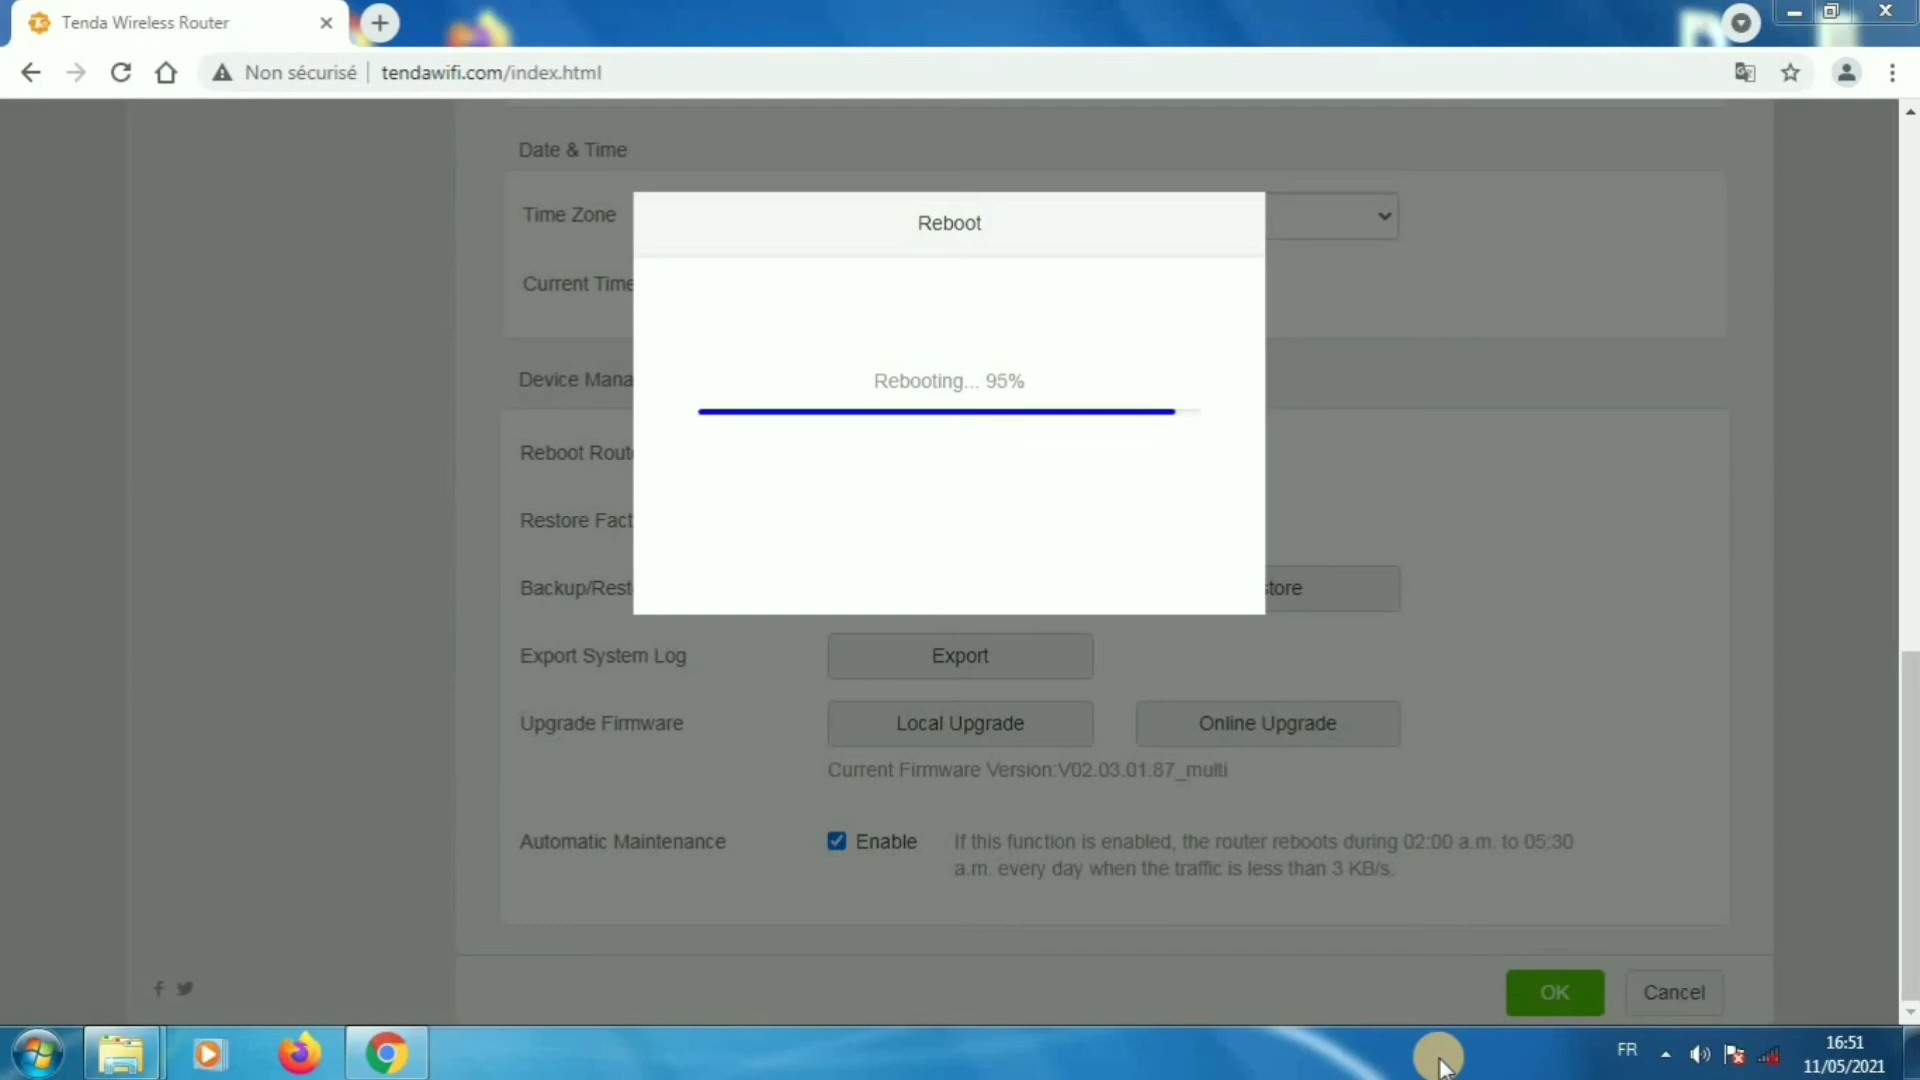 Tenda Wireless Router
Non sécurisé
tendawifi.com/index.html
Date & Time
Time Zone
Reboot
Current Time
Device Mana
Rebooting... 95%
Reboot Route
Restore Fact
Backup/Rest
store
Export System Log
Export
Upgrade Firmware
Local Upgrade
Online Upgrade
Current Firmware Version:V02.03.01.87_multi
Automatic Maintenance
Enable
If this function is enabled, the router reboots during 02:00 a.m. to 05:30
a.m. every day when the traffic is less than 3 KB/s.
OK
Cancel
FR
16:51
11/05/2021